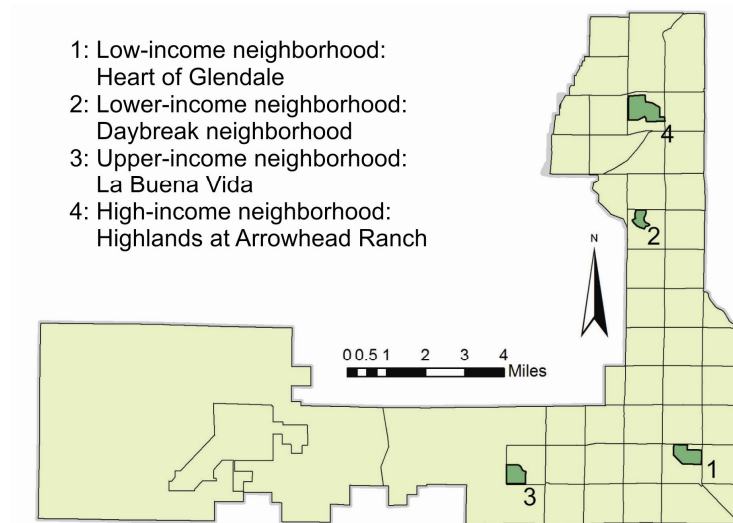 1: Low-income neighborhood:
Heart of Glendale
2: Lower-income neighborhood:
Daybreak neighborhood
3: Upper-income neighborhood:
La Buena Vida
4: High-income neighborhood:
Highlands at Arrowhead Ranch
4
2
N
0 0.5 1 2 3 4
Miles
1
3